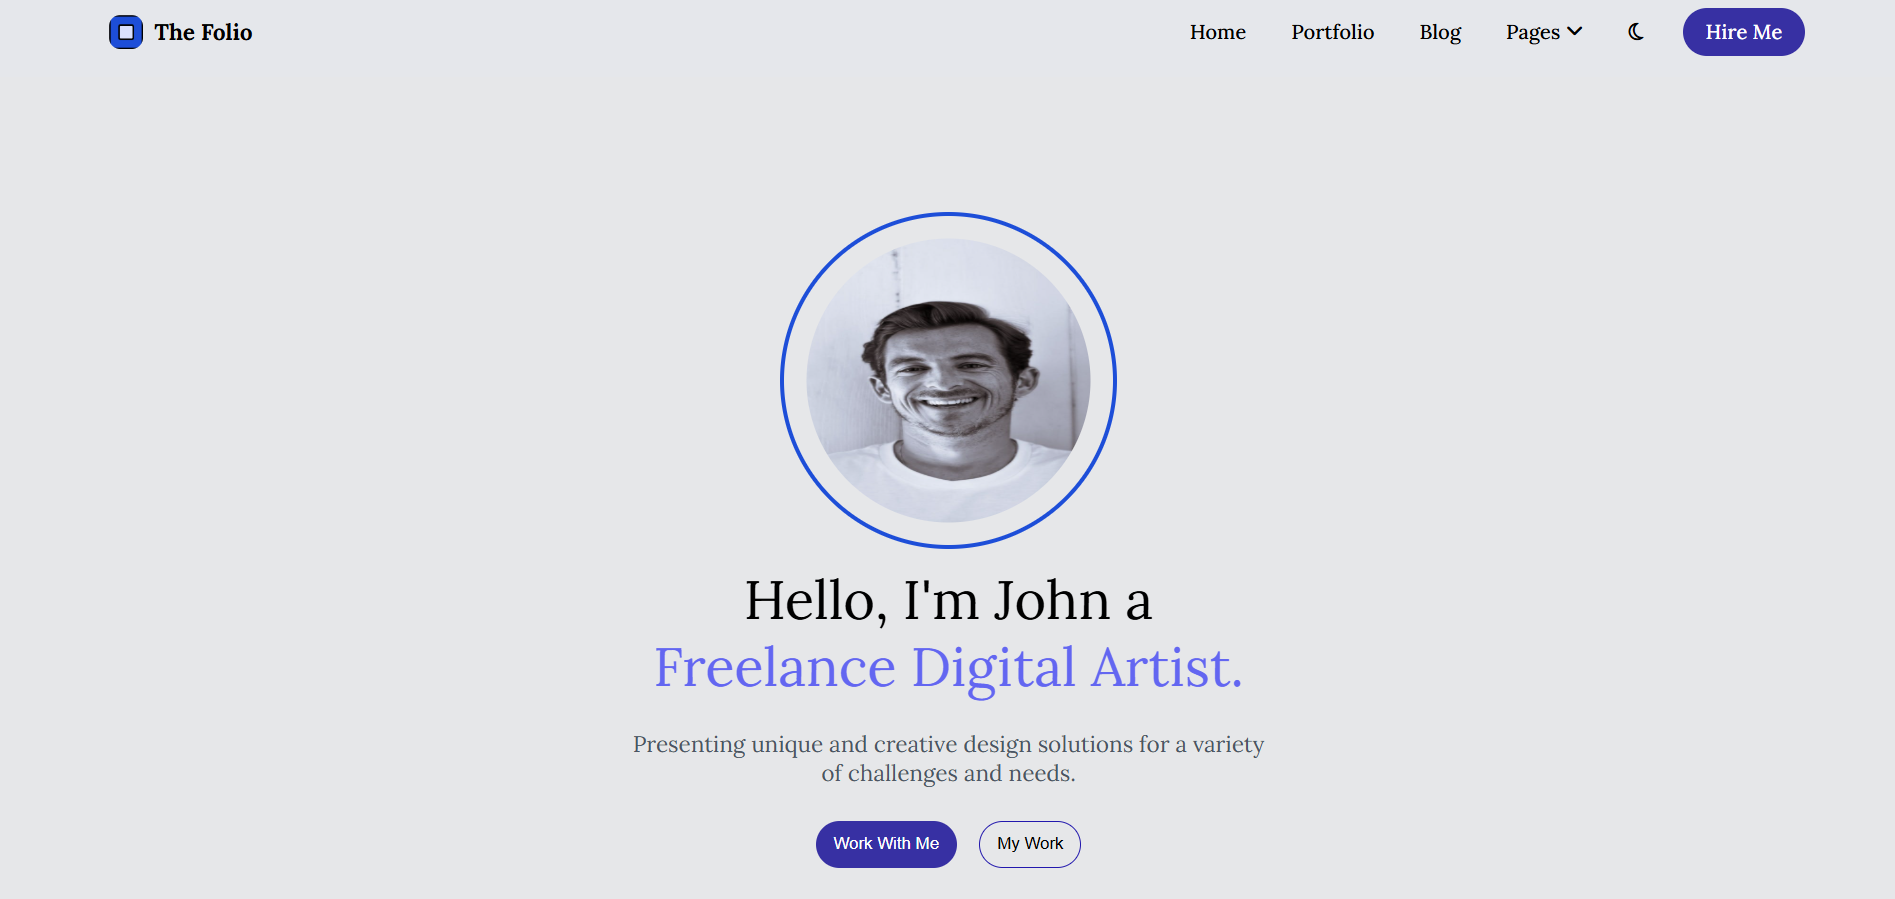 The Folio
Home
Portfolio
Blog
Pages
Hire Me
Hello, I'm John a
Freelance Digital Artist.
Presenting unique and creative design solutions for a variety
of challenges and needs.
Work With Me
My Work